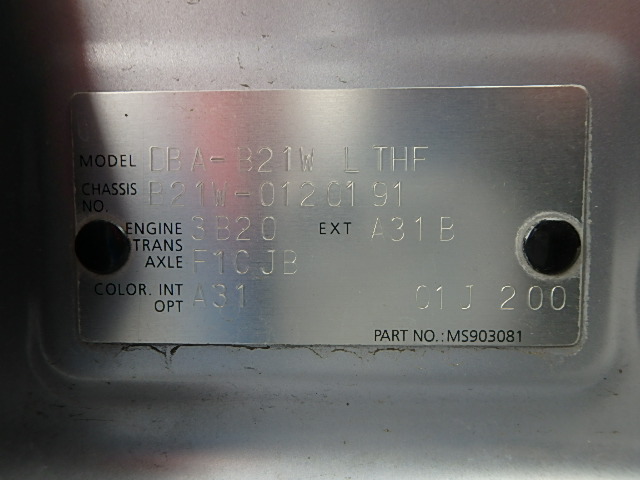 MODEL DBA-B21W LTHF
CHASSIS NO. B21W-0120191
ENGINE 3B20 EXT A31B
TRANS AXLE F1CJB
COLOR. INT A31 C1J 200
OPT
PART NO.: MS903081